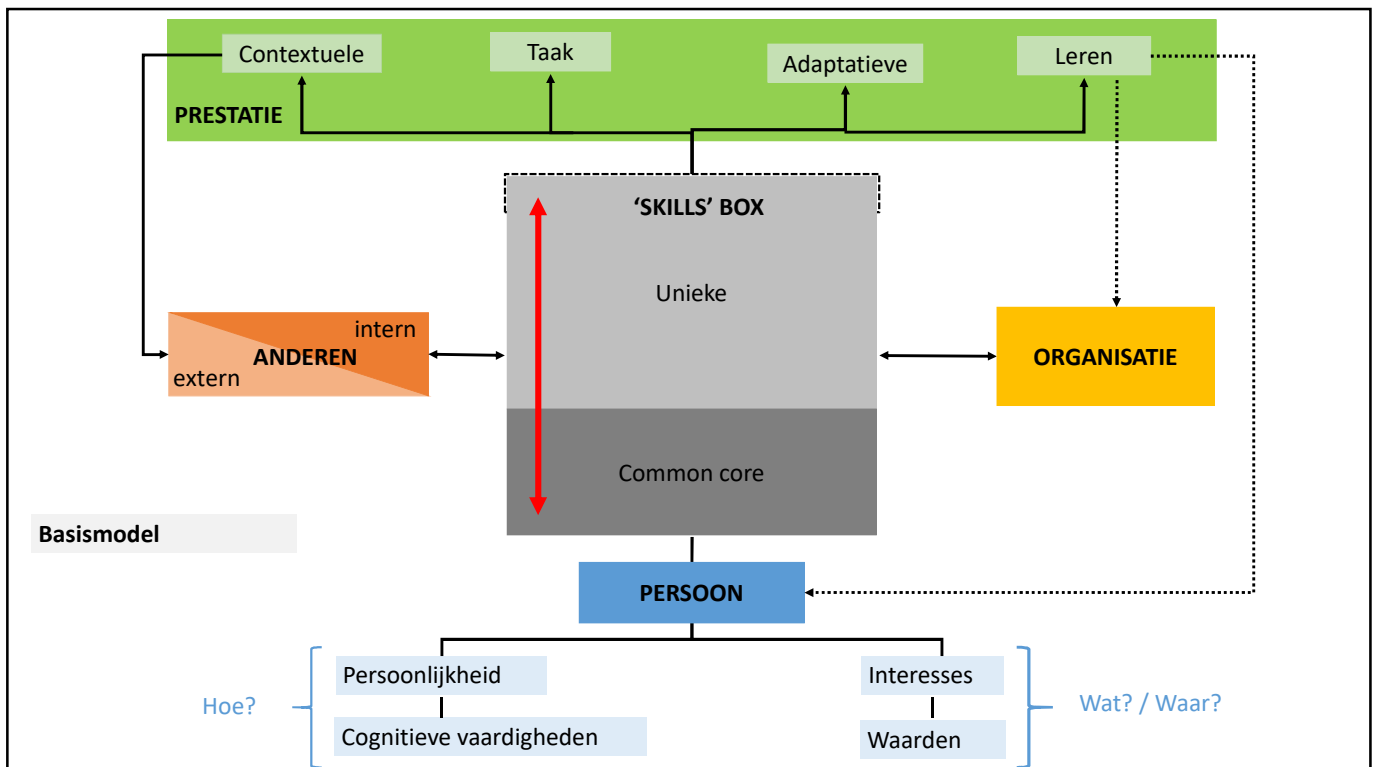 Contextuele
Taak
Adaptatieve
Leren
PRESTATIE
‘SKILLS’ BOX
Unieke
intern
ANDEREN
extern
ORGANISATIE
Common core
Basismodel
PERSOON
Persoonlijkheid
Interesses
Hoe?
Wat? / Waar?
Cognitieve vaardigheden
Waarden